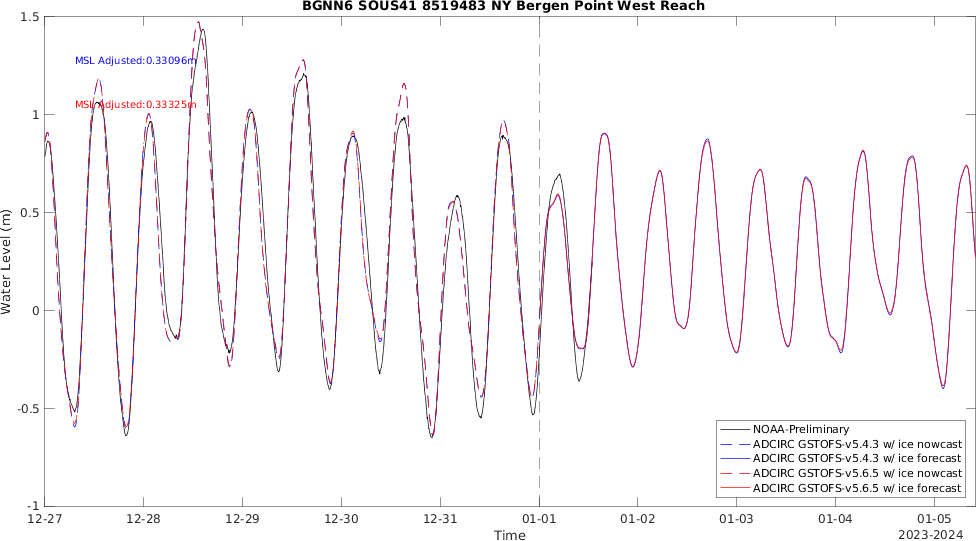 BGNN6 SOUS41 8519483 NY Bergen Point West Reach
1.5
MSL Adjusted:0.33096m
MSL Adjusted:0.33325m
1
0.5
Water Level (m)
0
-0.5
-1
NOAA-Preliminary
ADCIRC GSTOFS-v5.4.3 w/ ice nowcast
ADCIRC GSTOFS-v5.4.3 w/ ice forecast
ADCIRC GSTOFS-v5.6.5 w/ ice nowcast
ADCIRC GSTOFS-v5.6.5 w/ ice forecast
12-27 12-28 12-29 12-30 12-31 01-01 01-02 01-03 01-04 01-05
Time
2023-2024